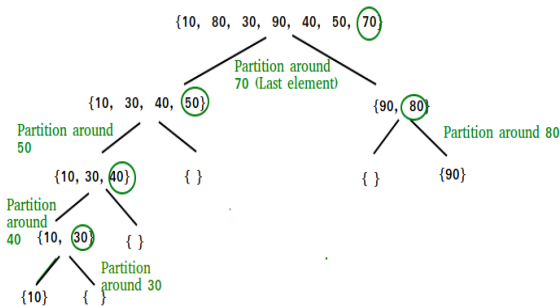 {10, 80, 30, 90, 40, 50, 70}
Partition around
70 (Last element)
{10, 30, 40, 50}
{90, 80}
Partition around
50
Partition around 80
{10, 30, 40}
{ }
{ }
{90}
Partition
around
40
{10, 30}
{ }
Partition
around 30
{10}
{ }